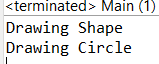 <terminated> Main (1)
Drawing Shape
Drawing Circle